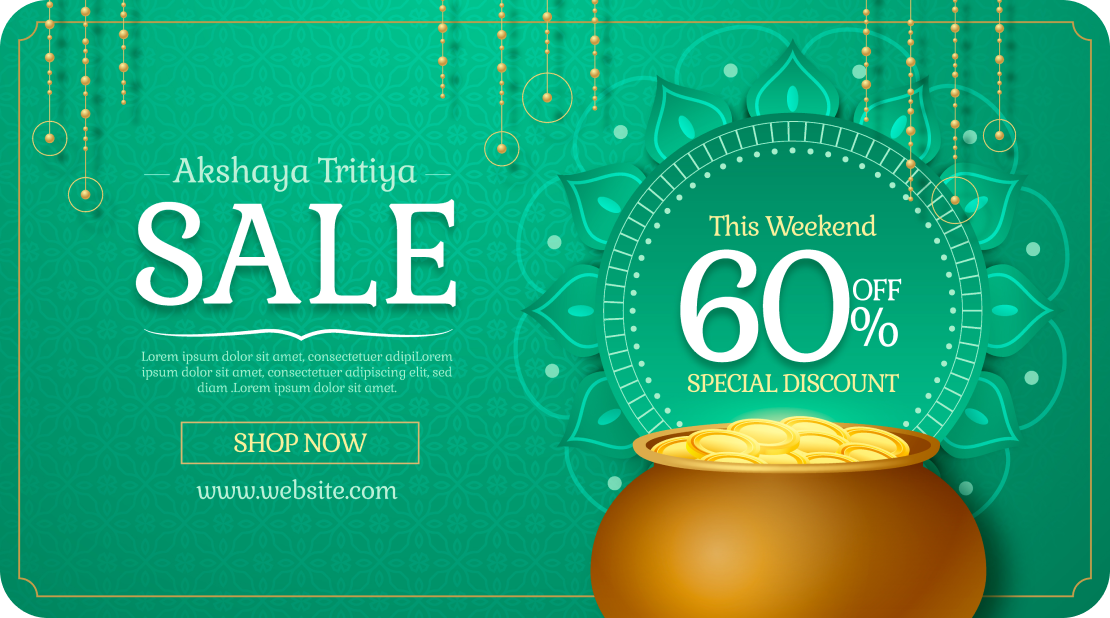 Akshaya Tritiya
SALE
Lorem ipsum dolor sit amet, consectetuer adipiLorem
ipsum dolor sit amet, consectetuer adipiscing elit, sed
diam .Lorem ipsum dolor sit amet.
SHOP NOW
www.website.com
This Weekend
60% OFF
SPECIAL DISCOUNT